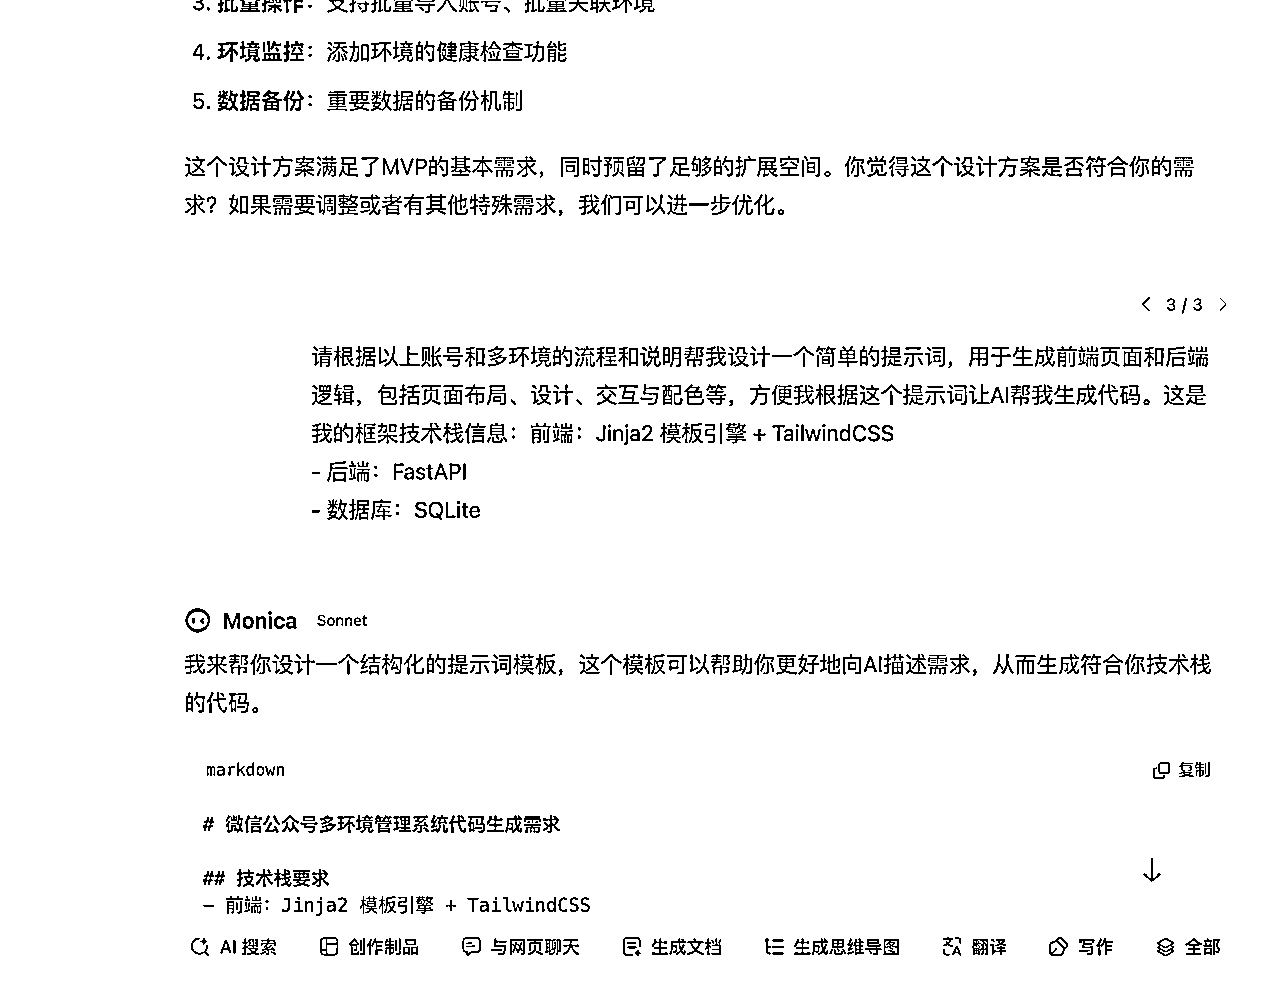 3. 批量操作：支持批量导入账号、批量关联环境
4. 环境监控：添加环境的健康检查功能
5. 数据备份：重要数据的备份机制
这个设计方案满足了MVP的基本需求，同时预留了足够的扩展空间。你觉得这个设计方案是否符合你的需
求？如果需要调整或者有其他特殊需求，我们可以进一步优化。
3 / 3
请根据以上账号和多环境的流程和说明帮我设计一个简单的提示词，用于生成前端页面和后端
逻辑，包括页面布局、设计、交互与配色等，方便我根据这个提示词让AI帮我生成代码。这是
我的框架技术栈信息：前端：Jinja2 模板引擎 + TailwindCSS
- 后端：FastAPI
- 数据库：SQLite
Monica Sonnet
我来帮你设计一个结构化的提示词模板，这个模板可以帮助你更好地向AI描述需求，从而生成符合你技术栈
的代码。
markdown 复制
# 微信公众号多环境管理系统代码生成需求
## 技术栈要求
- 前端：Jinja2 模板引擎 + TailwindCSS
AI 搜索 创作制品 与网页聊天 生成文档 生成思维导图 翻译 写作 全部